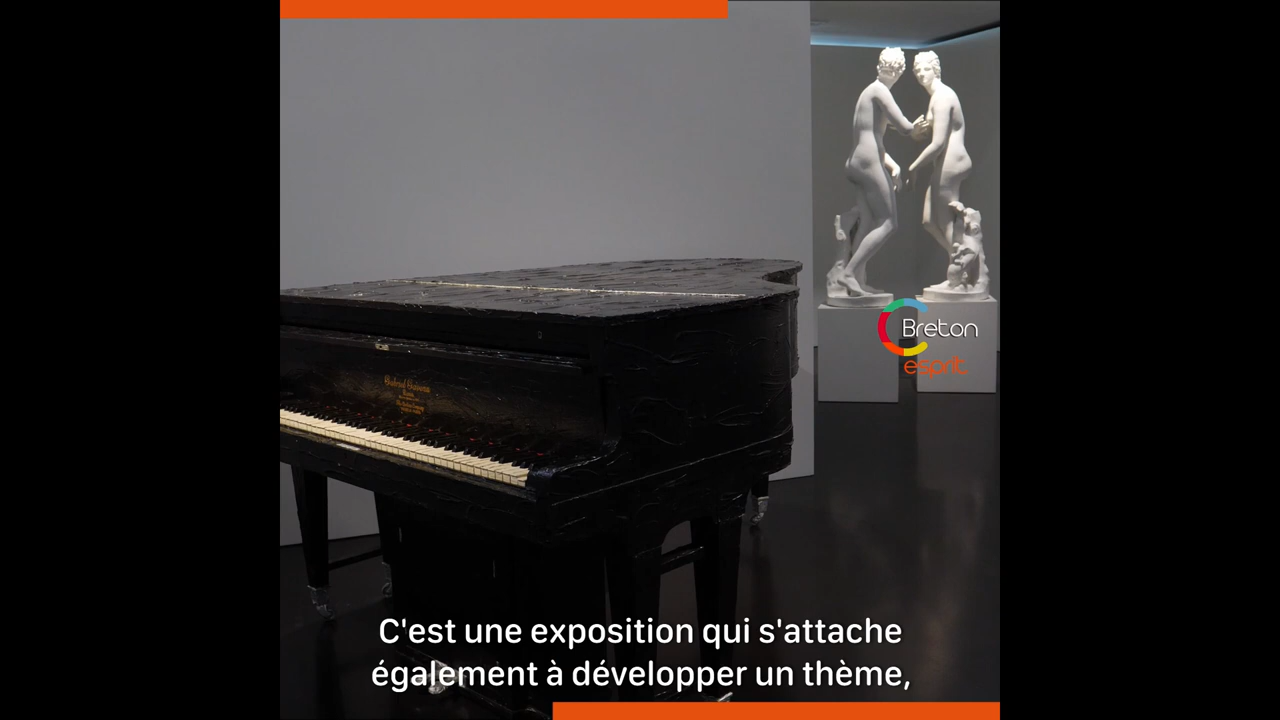 Breton
esprit
C'est une exposition qui s'attache
également à développer un thème,